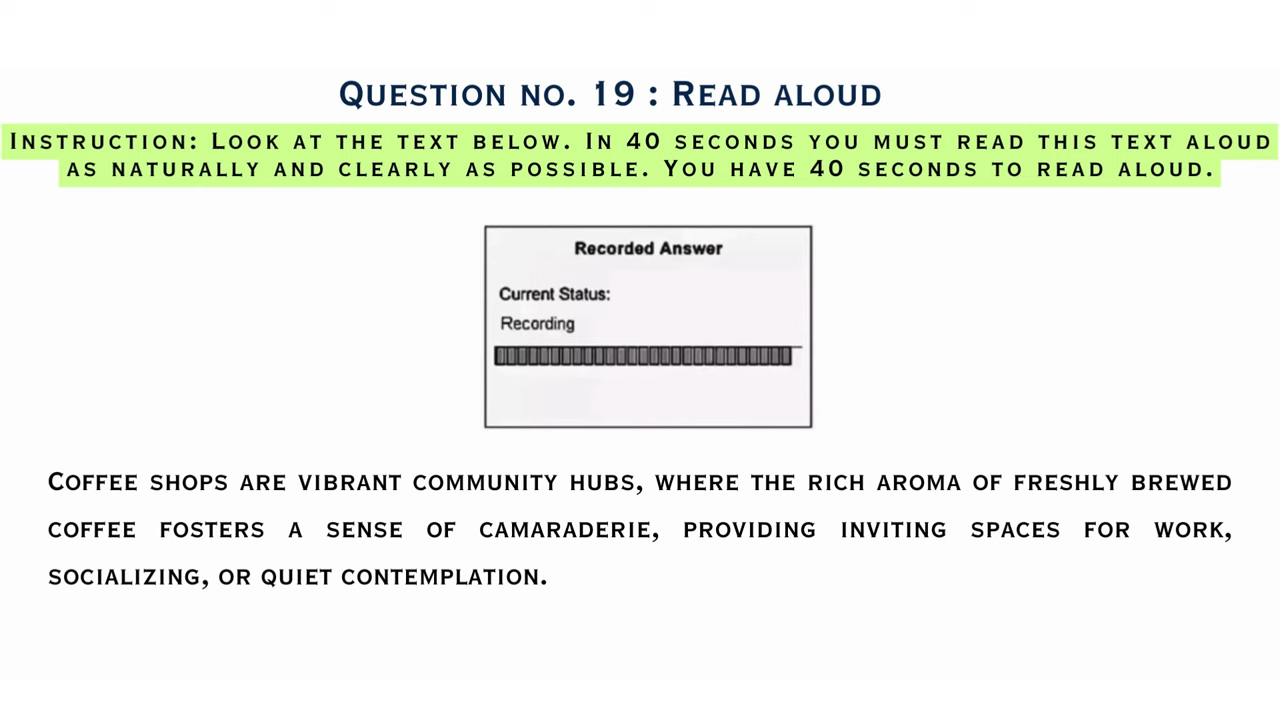 Question no. 19 : Read aloud
Instruction: Look at the text below. In 40 seconds you must read this text aloud
as naturally and clearly as possible. You have 40 seconds to read aloud.
Recorded Answer
Current Status:
Recording
Coffee shops are vibrant community hubs, where the rich aroma of freshly brewed
coffee fosters a sense of camaraderie, providing inviting spaces for work,
socializing, or quiet contemplation.